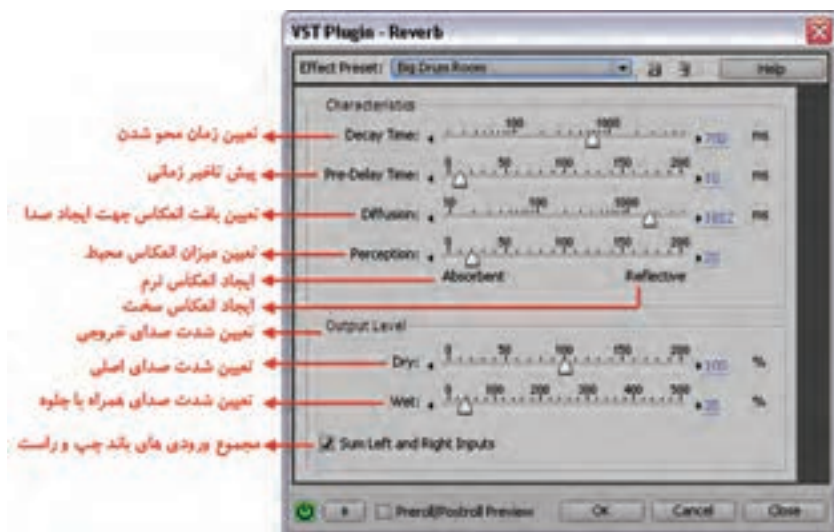 VST Plugin - Reverb
Effect Preset: Big Drum Room Help
Characteristics
100 1000
تعیین زمان محو شدن Decay Time: 700 ms
0 50 100 150 200
پیش تاخیر زمانی Pre-Delay Time: 10 ms
100 1000
تعیین بافت انعکاس جهت ایجاد صدا Diffusion: ms
0 50 100 150 200
تعیین میزان انعکاس محیط Perception: 20
ایجاد انعکاس نرم Absorbent Reflective
ایجاد انعکاس سخت
تعیین شدت صدای خروجی Output Level
0 50 100 150 200
تعیین شدت صدای اصلی Dry: 100 %
0 100 200 300 400 500
تعیین شدت صدای همراه با جلوه Wet: %
مجموع ورودی های باند چپ و راست Sum Left and Right Inputs
Preroll/Postroll Preview OK Cancel Close